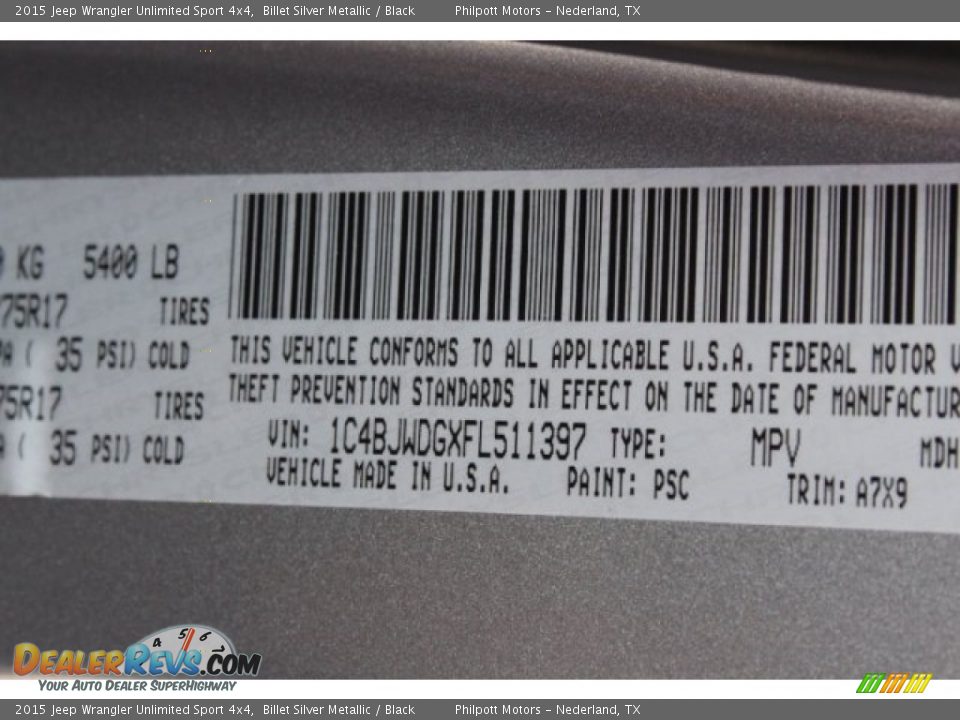 2015 Jeep Wrangler Unlimited Sport 4x4,  Billet Silver Metallic / Black          Philpott Motors – Nederland, TX
KG 5400 LB
75R17 TIRES
PA ( 35 PSI) COLD
75R17 TIRES
( 35 PSI) COLD
THIS VEHICLE CONFORMS TO ALL APPLICABLE U.S.A. FEDERAL MOTOR V
THEFT PREVENTION STANDARDS IN EFFECT ON THE DATE OF MANUFACTUR
VIN: 1C4BJWDGXFL511397 TYPE: MPV MDH
VEHICLE MADE IN U.S.A. PAINT: PSC TRIM: A7X9
4 5 6
DEALERREVS.COM
YOUR AUTO DEALER SUPERHIGHWAY
2015 Jeep Wrangler Unlimited Sport 4x4,  Billet Silver Metallic / Black          Philpott Motors – Nederland, TX